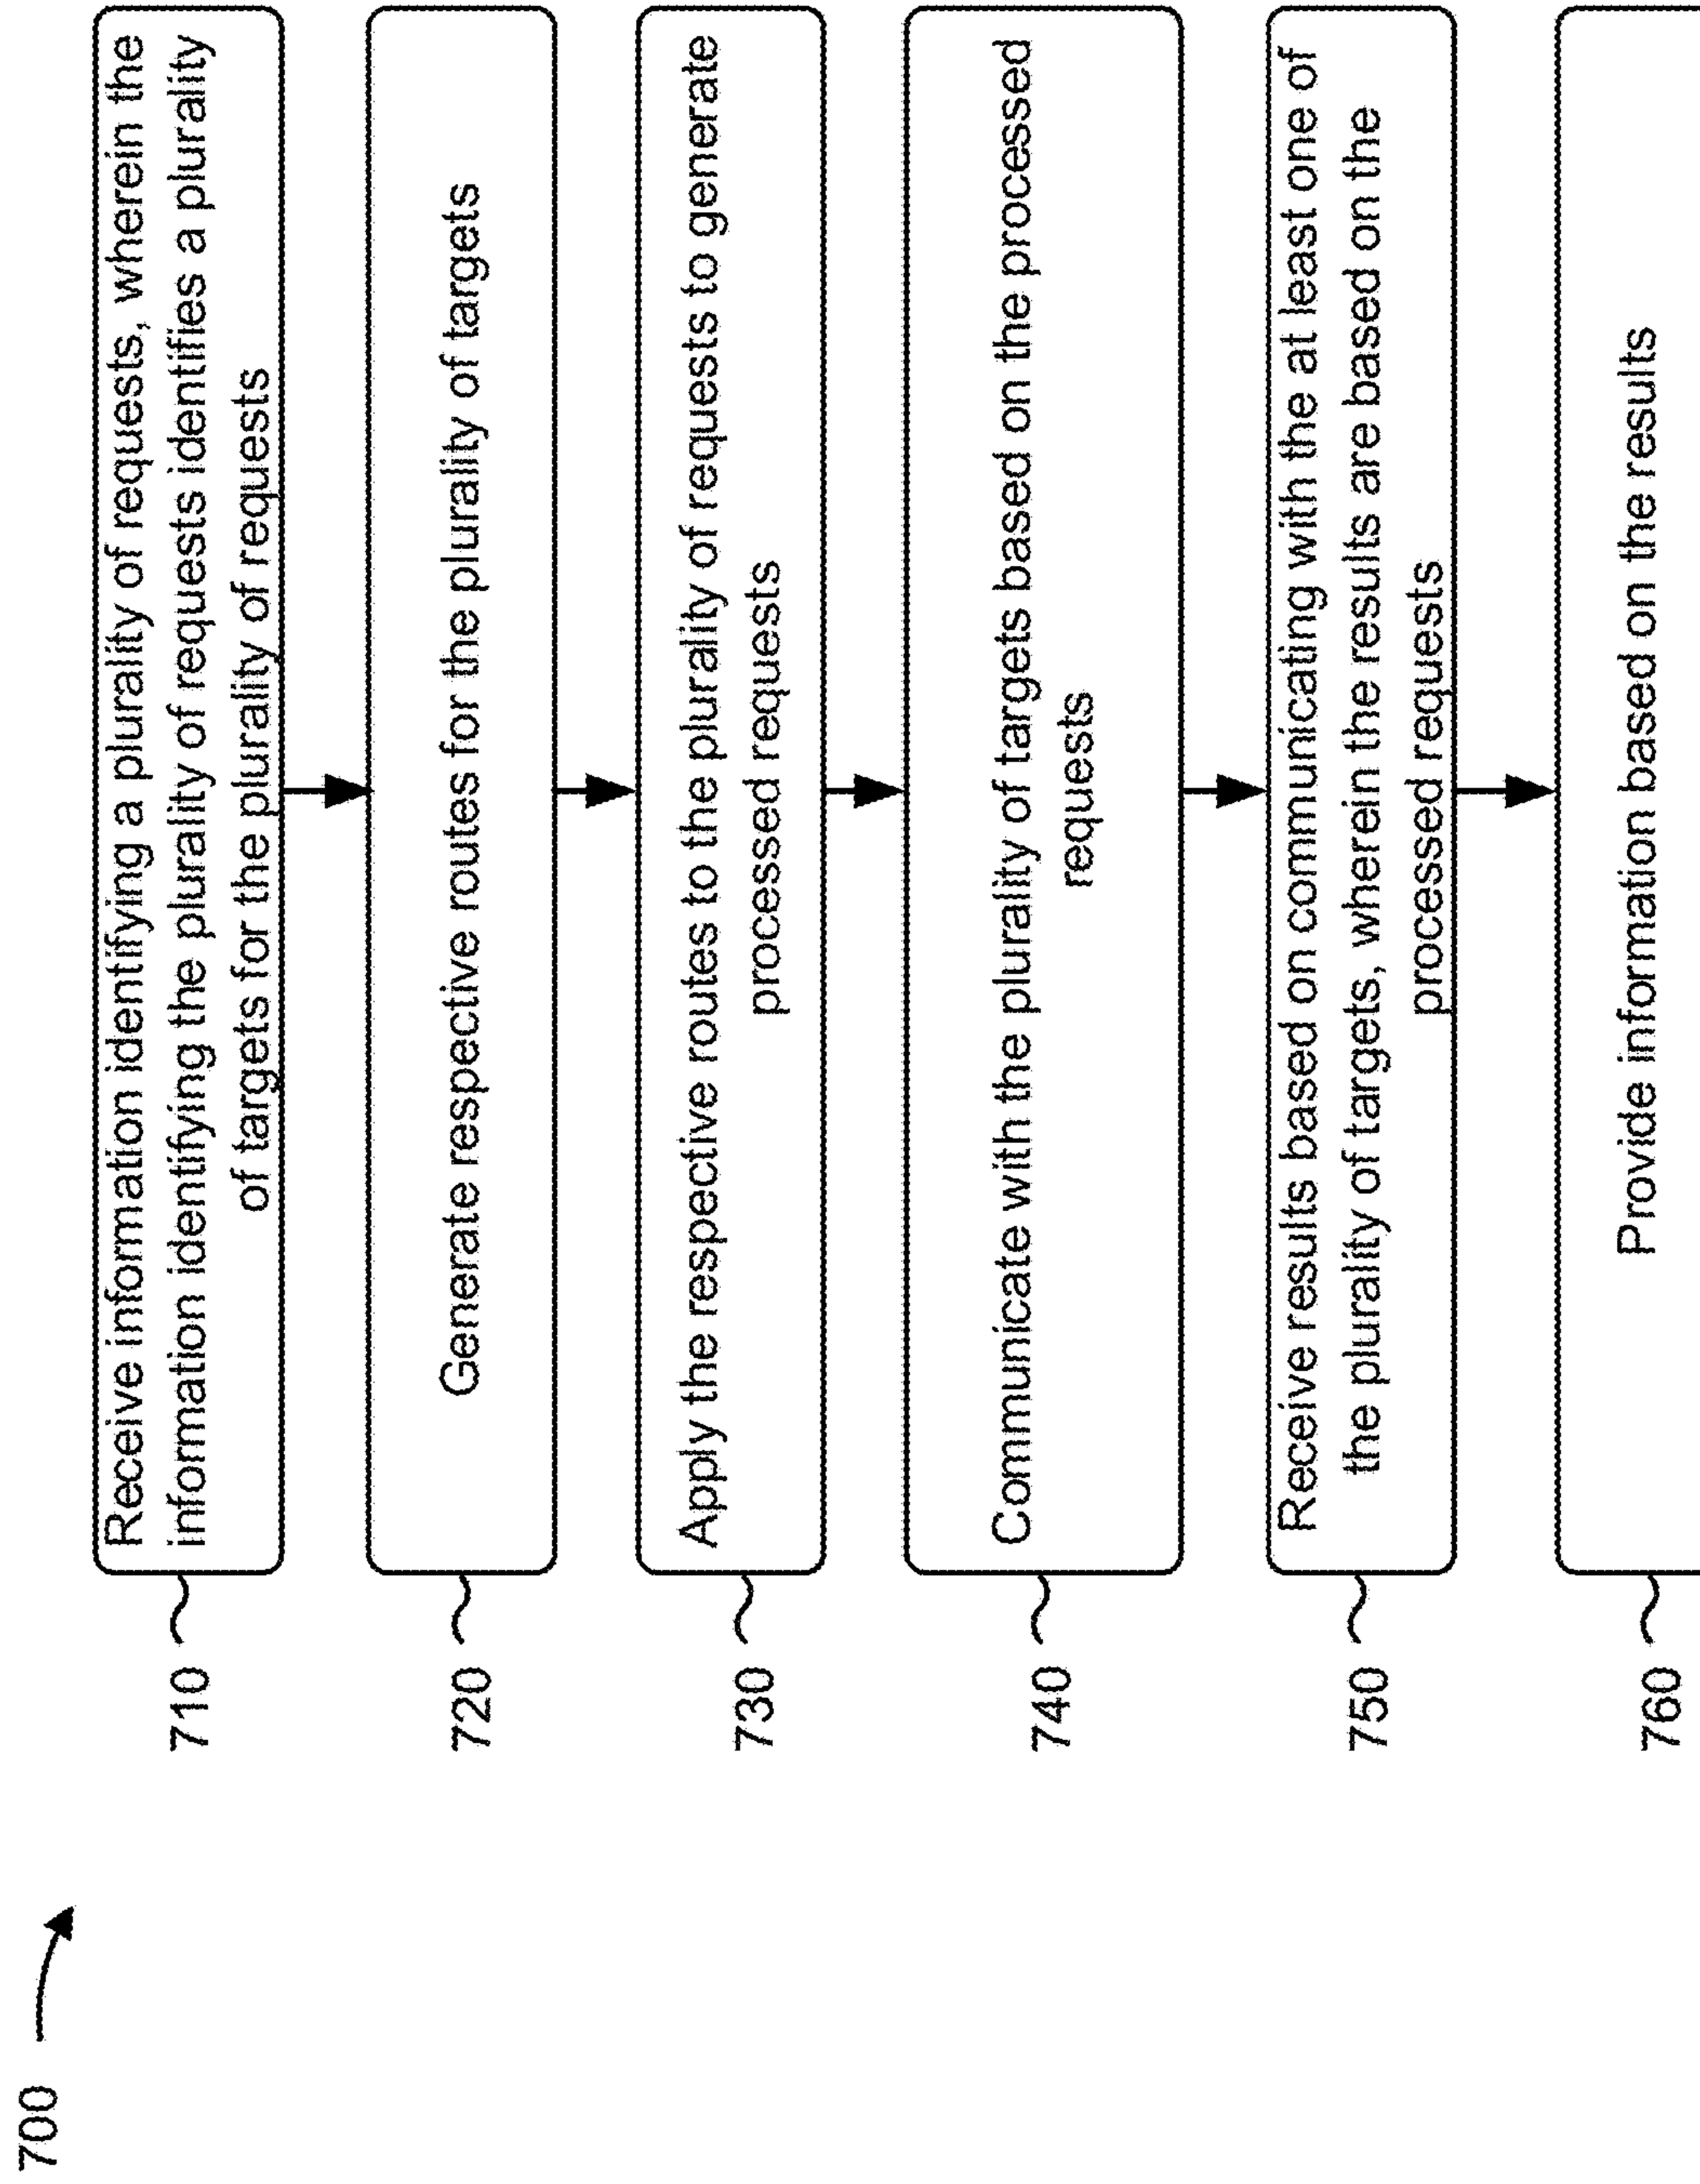 700
710
Receive information identifying a plurality of requests, wherein the
information identifying the plurality of requests identifies a plurality
of targets for the plurality of requests
720
Generate respective routes for the plurality of targets
730
Apply the respective routes to the plurality of requests to generate
processed requests
740
Communicate with the plurality of targets based on the processed
requests
750
Receive results based on communicating with the at least one of
the plurality of targets, wherein the results are based on the
processed requests
760
Provide information based on the results